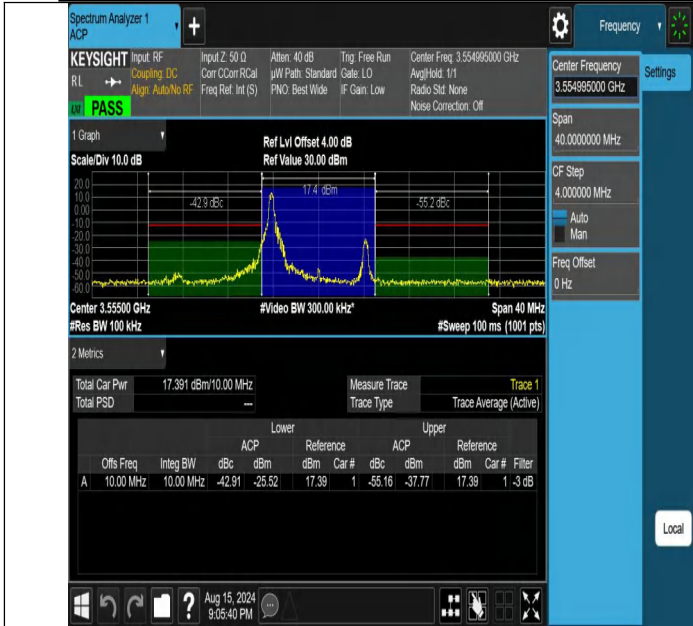 Spectrum Analyzer 1
ACP
Frequency
KEYSIGHT
RL
PASS
Input: RF
Coupling: DC
Align: Auto/No RF
Input Z: 50 Ω
Corr CCorr RCal
Freq Ref: Int (S)
Atten: 40 dB
µW Path: Standard
PNO: Best Wide
Trig: Free Run
Gate: LO
IF Gain: Low
Center Freq: 3.554995000 GHz
Avg|Hold: 1/1
Radio Std: None
Noise Correction: Off
Center Frequency
3.554995000 GHz
Settings
Span
40.0000000 MHz
CF Step
4.000000 MHz
Auto
Man
Freq Offset
0 Hz
Local
1 Graph
Scale/Div 10.0 dB
Ref Lvl Offset 4.00 dB
Ref Value 30.00 dBm
20.0
10.0
0.00
-10.0
-20.0
-30.0
-40.0
-50.0
-60.0
-42.9 dBc
17.4 dBm
-55.2 dBc
Center 3.55500 GHz
#Video BW 300.00 kHz*
Span 40 MHz
#Res BW 100 kHz
#Sweep 100 ms (1001 pts)
2 Metrics
Total Car Pwr 17.391 dBm/10.00 MHz
Total PSD ---
Measure Trace Trace 1
Trace Type Trace Average (Active)
Lower Upper
ACP Reference ACP Reference
Offs Freq Integ BW dBc dBm dBm Car # dBc dBm dBm Car # Filter
A 10.00 MHz 10.00 MHz -42.91 -25.52 17.39 1 -55.16 -37.77 17.39 1 -3 dB
Aug 15, 2024
9:05:40 PM